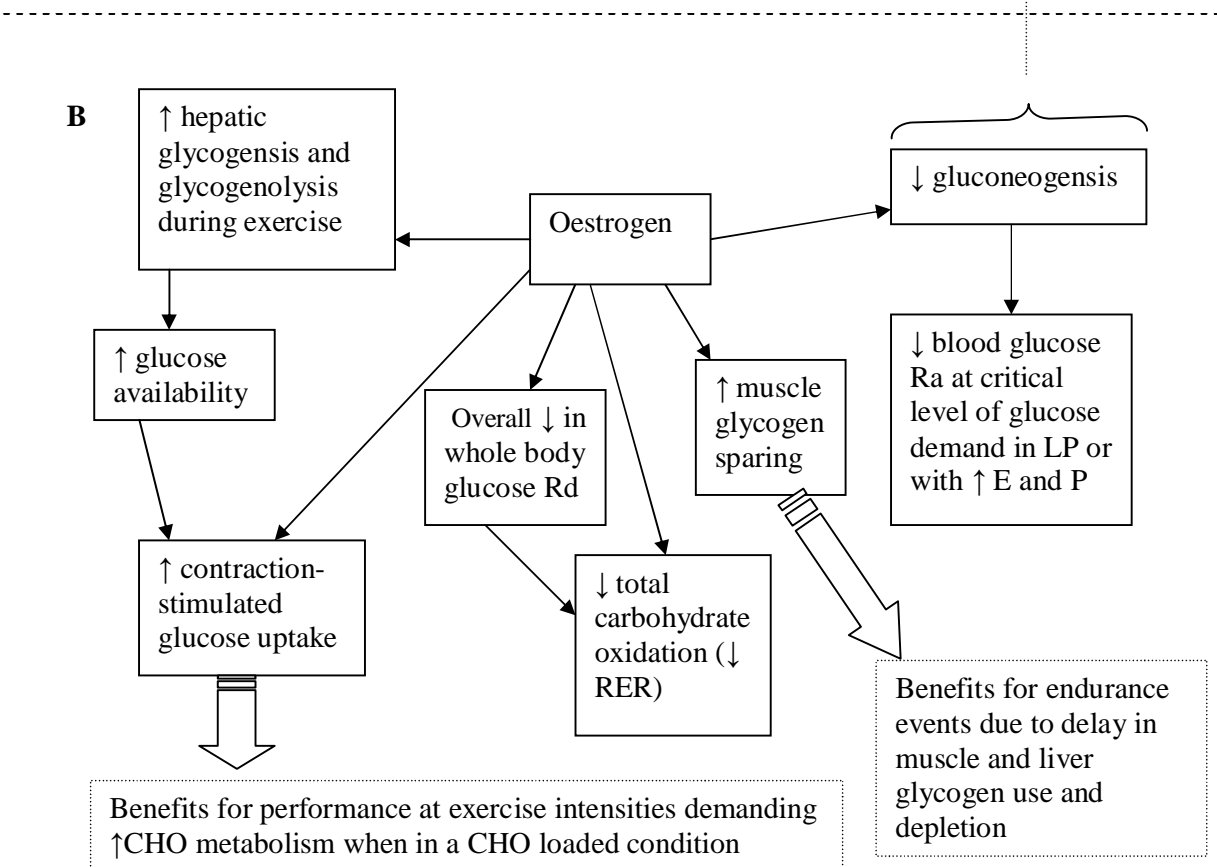 B
↑ hepatic
glycogensis and
glycogenolysis
during exercise
Oestrogen
↓ gluconeogensis
↑ glucose
availability
Overall ↓ in
whole body
glucose Rd
↑ muscle
glycogen
sparing
↓ blood glucose
Ra at critical
level of glucose
demand in LP or
with ↑ E and P
↑ contraction-
stimulated
glucose uptake
↓ total
carbohydrate
oxidation (↓
RER)
Benefits for endurance
events due to delay in
muscle and liver
glycogen use and
depletion
Benefits for performance at exercise intensities demanding
↑CHO metabolism when in a CHO loaded condition